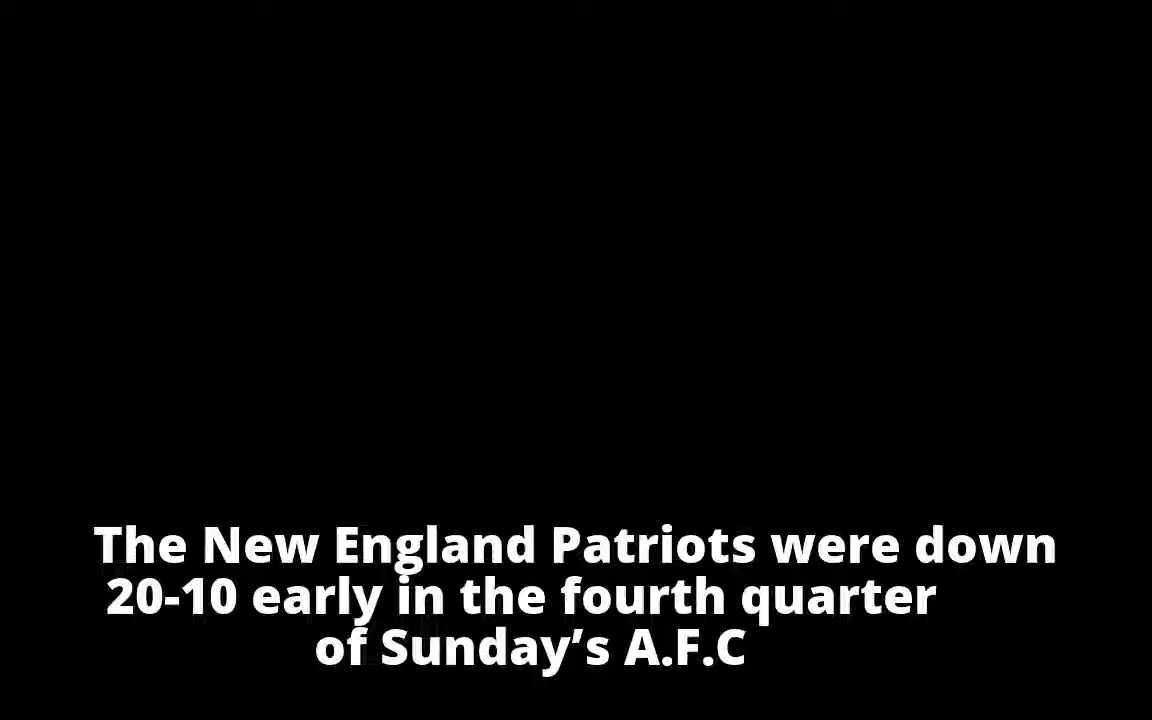 The New England Patriots were down
20-10 early in the fourth quarter
of Sunday’s A.F.C